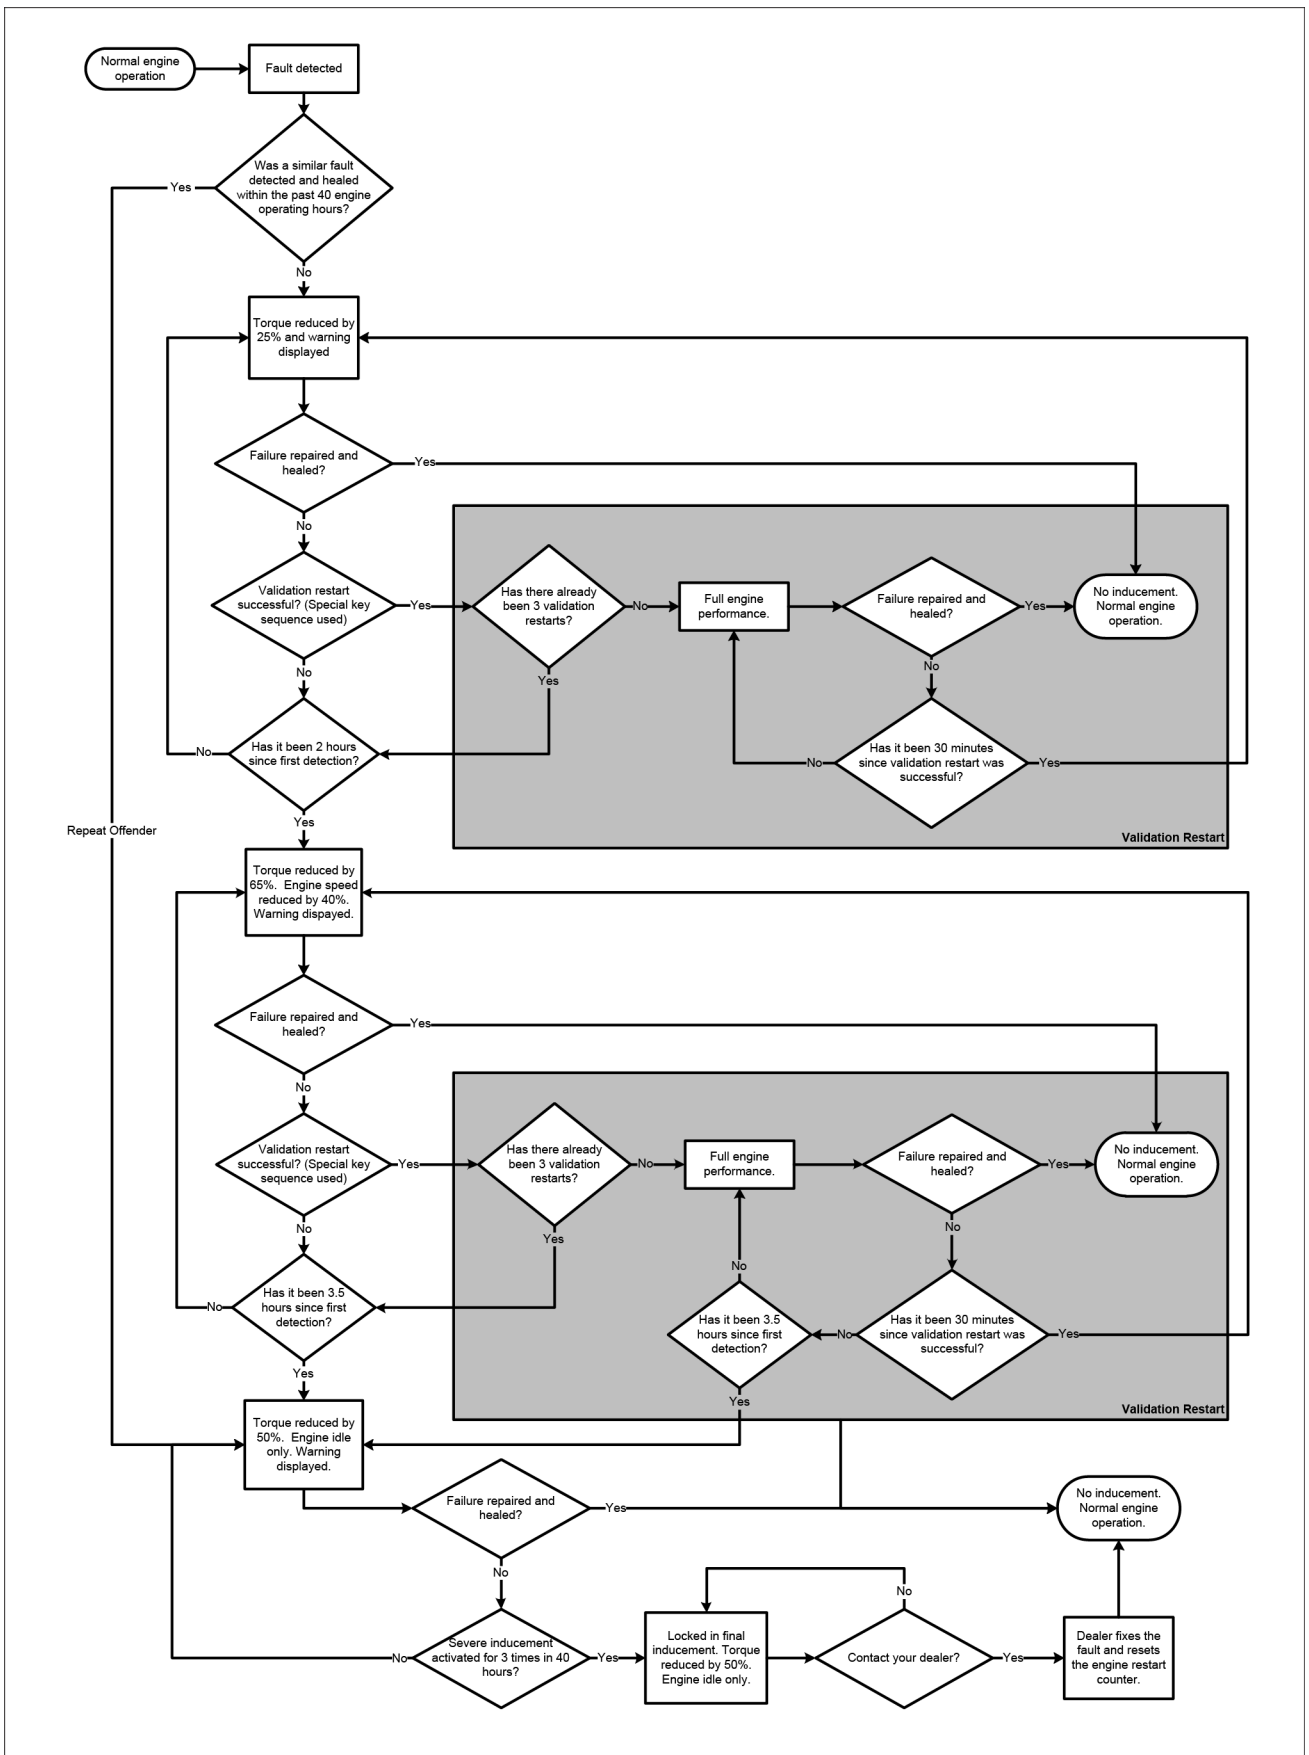 Normal engine
operation
Fault detected
Was a similar fault
detected and healed
within the past 40 engine
operating hours?
Yes
No
Torque reduced by
25% and warning
displayed
Failure repaired and
healed?
Yes
No
Validation restart
successful? (Special key
sequence used)
Yes
Has there already
been 3 validation
restarts?
No
Full engine
performance.
Failure repaired and
healed?
Yes
No inducement.
Normal engine
operation.
No
Yes
No
Has it been 2 hours
since first detection?
No
Has it been 30 minutes
since validation restart was
successful?
No
Yes
Yes
Repeat Offender
Validation Restart
Torque reduced by
65%. Engine speed
reduced by 40%.
Warning dispayed.
Failure repaired and
healed?
Yes
No
Validation restart
successful? (Special key
sequence used)
Yes
Has there already
been 3 validation
restarts?
No
Full engine
performance.
Failure repaired and
healed?
Yes
No inducement.
Normal engine
operation.
No
Yes
No
No
Has it been 3.5
hours since first
detection?
No
Has it been 3.5
hours since first
detection?
No
Has it been 30 minutes
since validation restart was
successful?
Yes
Yes
Yes
Validation Restart
Torque reduced by
50%. Engine idle
only. Warning
displayed.
Failure repaired and
healed?
Yes
No inducement.
Normal engine
operation.
No
No
Severe inducement
activated for 3 times in 40
hours?
No
Yes
Locked in final
inducement. Torque
reduced by 50%.
Engine idle only.
Contact your dealer?
Yes
Dealer fixes the
fault and resets
the engine restart
counter.